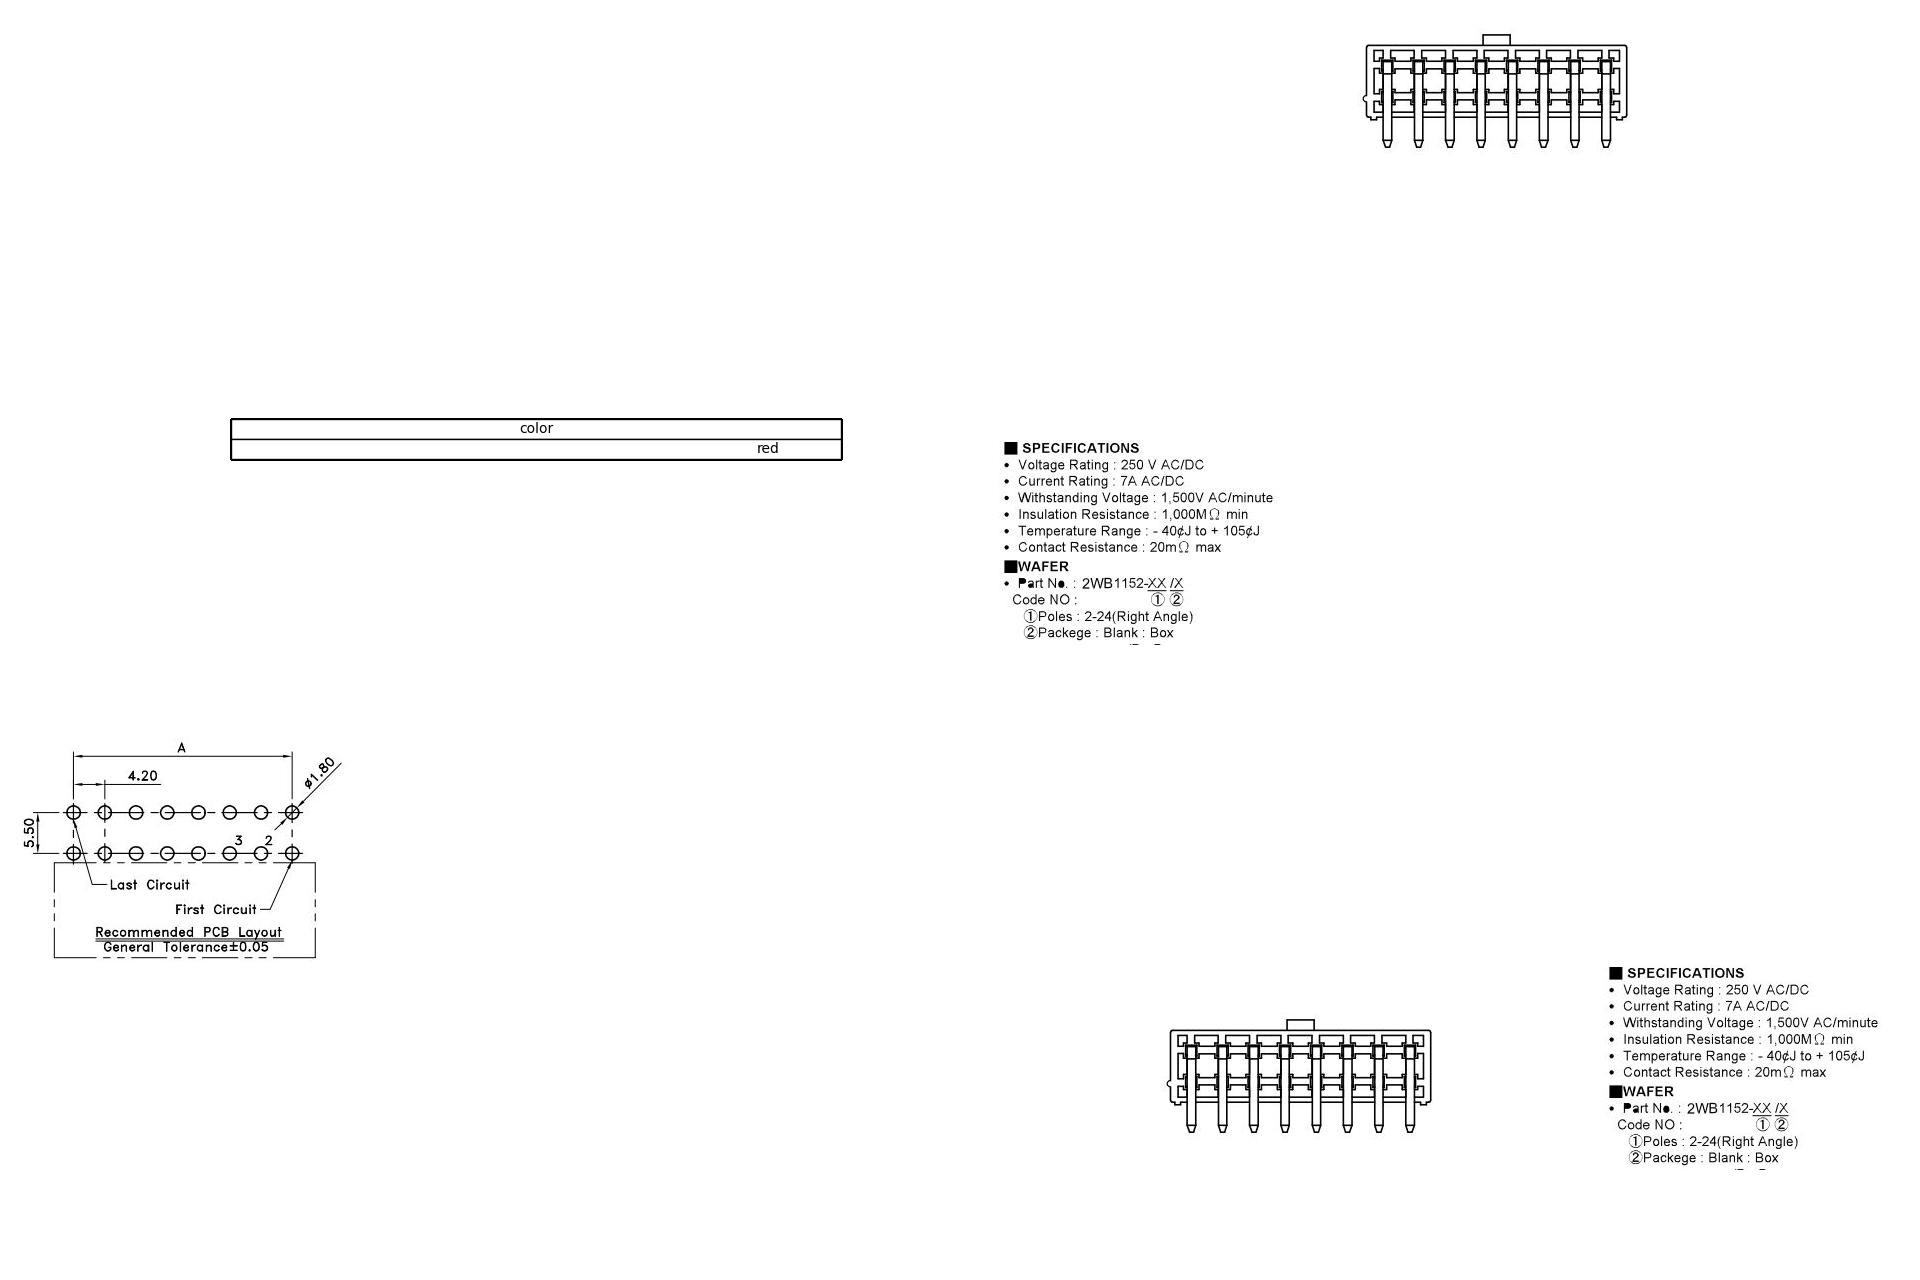 color
red
■ SPECIFICATIONS
• Voltage Rating : 250 V AC/DC
• Current Rating : 7A AC/DC
• Withstanding Voltage : 1,500V AC/minute
• Insulation Resistance : 1,000MΩ min
• Temperature Range : - 40¢J to + 105¢J
• Contact Resistance : 20mΩ max
■WAFER
• Part No. : 2WB1152-XX /X
Code NO : ① ②
①Poles : 2-24(Right Angle)
②Packege : Blank : Box
A
4.20
ø1.80
5.50
3 2
Last Circuit
First Circuit
Recommended PCB Layout
General Tolerance±0.05
■ SPECIFICATIONS
• Voltage Rating : 250 V AC/DC
• Current Rating : 7A AC/DC
• Withstanding Voltage : 1,500V AC/minute
• Insulation Resistance : 1,000MΩ min
• Temperature Range : - 40¢J to + 105¢J
• Contact Resistance : 20mΩ max
■WAFER
• Part No. : 2WB1152-XX /X
Code NO : ① ②
①Poles : 2-24(Right Angle)
②Packege : Blank : Box